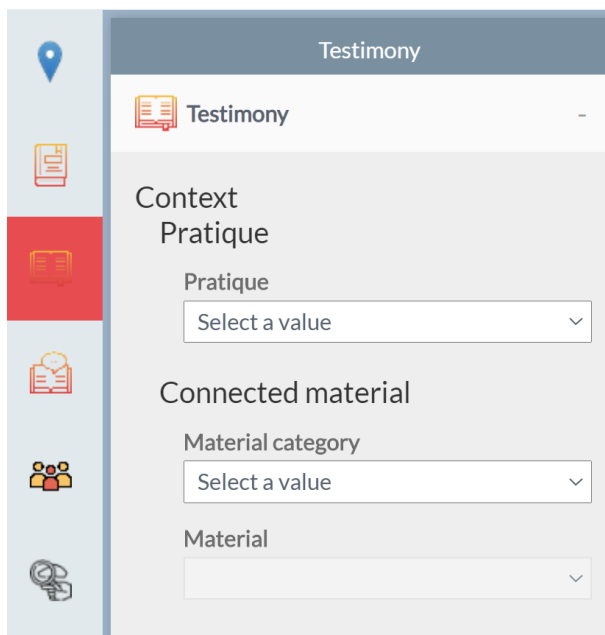 Testimony
Testimony -
Context
Pratique
Pratique
Select a value
Connected material
Material category
Select a value
Material